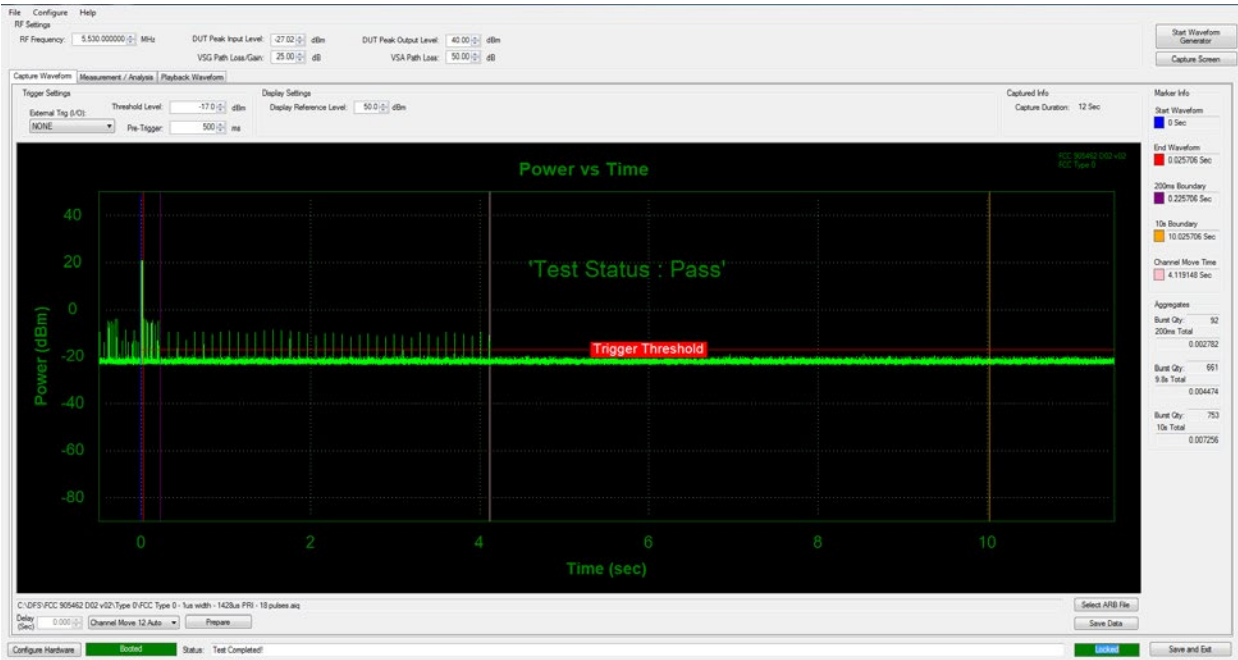 File Configure Help
RF Settings
RF Frequency: 5,530.000000 MHz DUT Peak Input Level: -27.02 dBm DUT Peak Output Level: 40.00 dBm
VSG Path Loss/Gain: 25.00 dB VSA Path Loss: 50.00 dB
Start Waveform Generator
Capture Screen
Capture Waveform Measurement / Analysis Playback Waveform
Trigger Settings
External Trig (I/O):
NONE
Threshold Level: -17.0 dBm
Pre-Trigger: 500 ms
Display Settings
Display Reference Level: 50.0 dBm
Captured Info
Capture Duration: 12 Sec
Marker Info
Start Waveform
0 Sec
End Waveform
0.025706 Sec
200ms Boundary
0.225706 Sec
10s Boundary
10.025706 Sec
Channel Move Time
4.119148 Sec
Aggregates
Burst Qty: 92
200ms Total
0.002782
Burst Qty: 661
9.8s Total
0.004474
Burst Qty: 753
10s Total
0.007256
Power vs Time
FCC 905462 D02 v02
FCC Type 0
'Test Status : Pass'
Trigger Threshold
Power (dBm)
40
20
0
-20
-40
-60
-80
0 2 4 6 8 10
Time (sec)
C:\DFS\FCC 905462 D02 v02\Type 0\FCC Type 0 - 1us width - 1428us PRI - 18 pulses.aiq
Select ARB File
Delay (Sec) 0.000 Channel Move 12 Auto Prepare
Save Data
Configure Hardware Booted Status: Test Completed! Locked Save and Exit